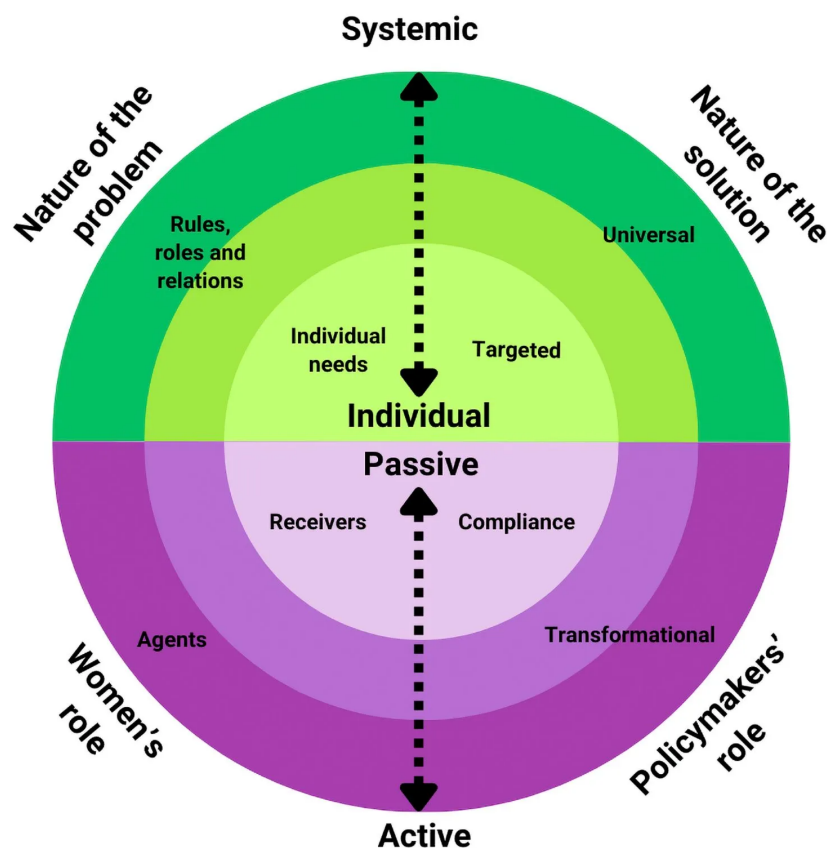 Systemic
Nature of the
problem
Nature of the
solution
Rules,
roles and
relations
Universal
Individual
needs
Targeted
Individual
Passive
Receivers
Compliance
Agents
Transformational
Women's
role
Policymakers'
role
Active